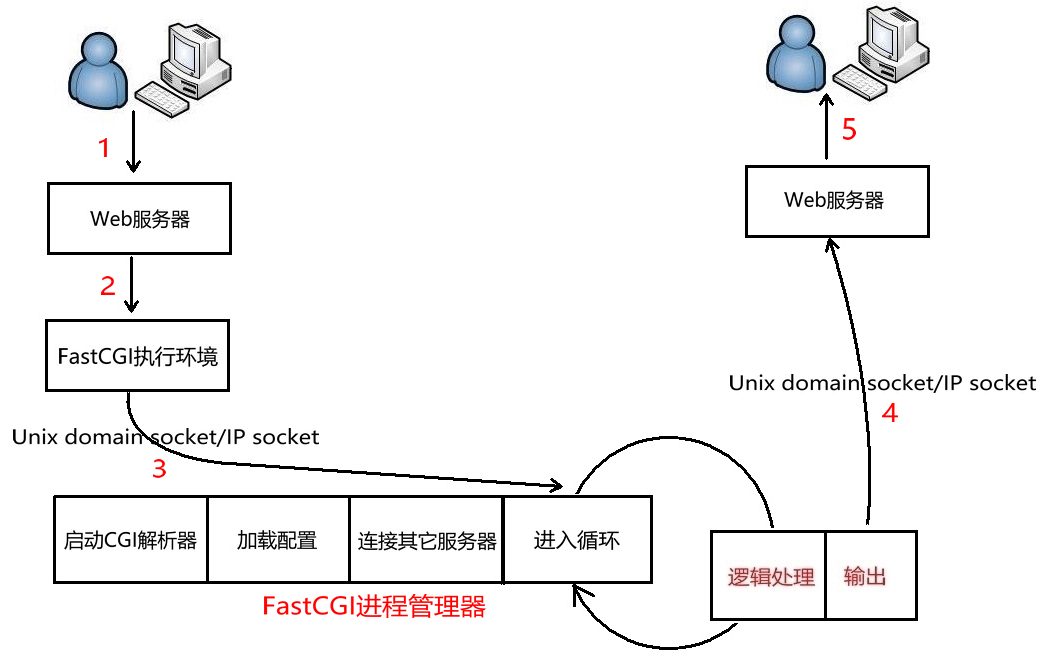 1
Web服务器
2
FastCGI执行环境
Unix domain socket/IP socket
3
启动CGI解析器
加载配置
连接其它服务器
进入循环
FastCGI进程管理器
逻辑处理
输出
Unix domain socket/IP socket
4
Web服务器
5